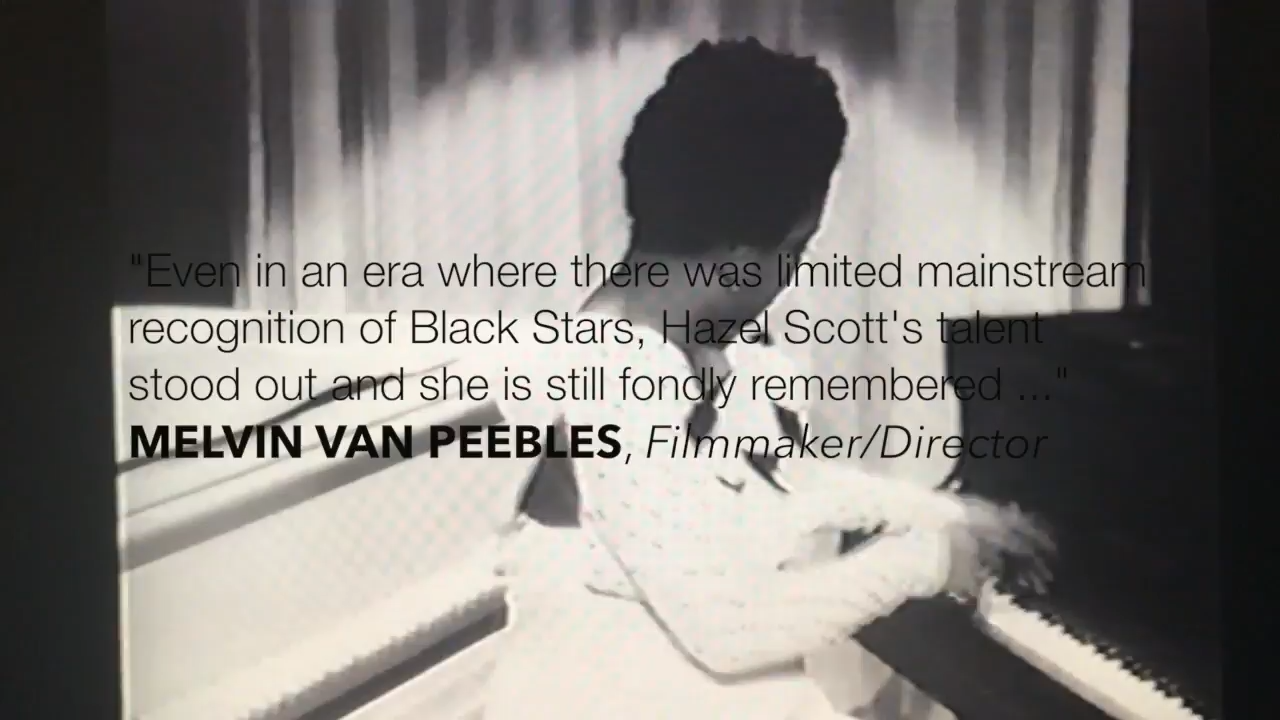 "Even in an era where there was limited mainstream
recognition of Black Stars, Hazel Scott's talent
stood out and she is still fondly remembered ..."
MELVIN VAN PEEBLES, Filmmaker/Director